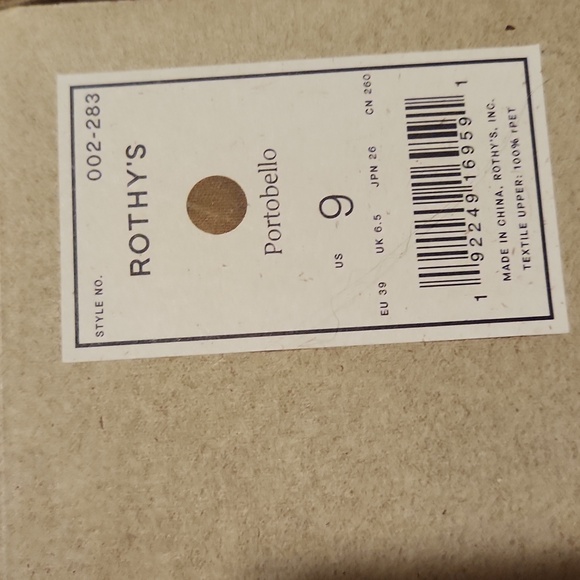 STYLE NO. 002-283
ROTHY'S
Portobello
US 9
EU 39 UK 6.5 JPN 26 CN 260
1 92249 16959 1
MADE IN CHINA, ROTHY'S, INC.
TEXTILE UPPER: 100% rPET